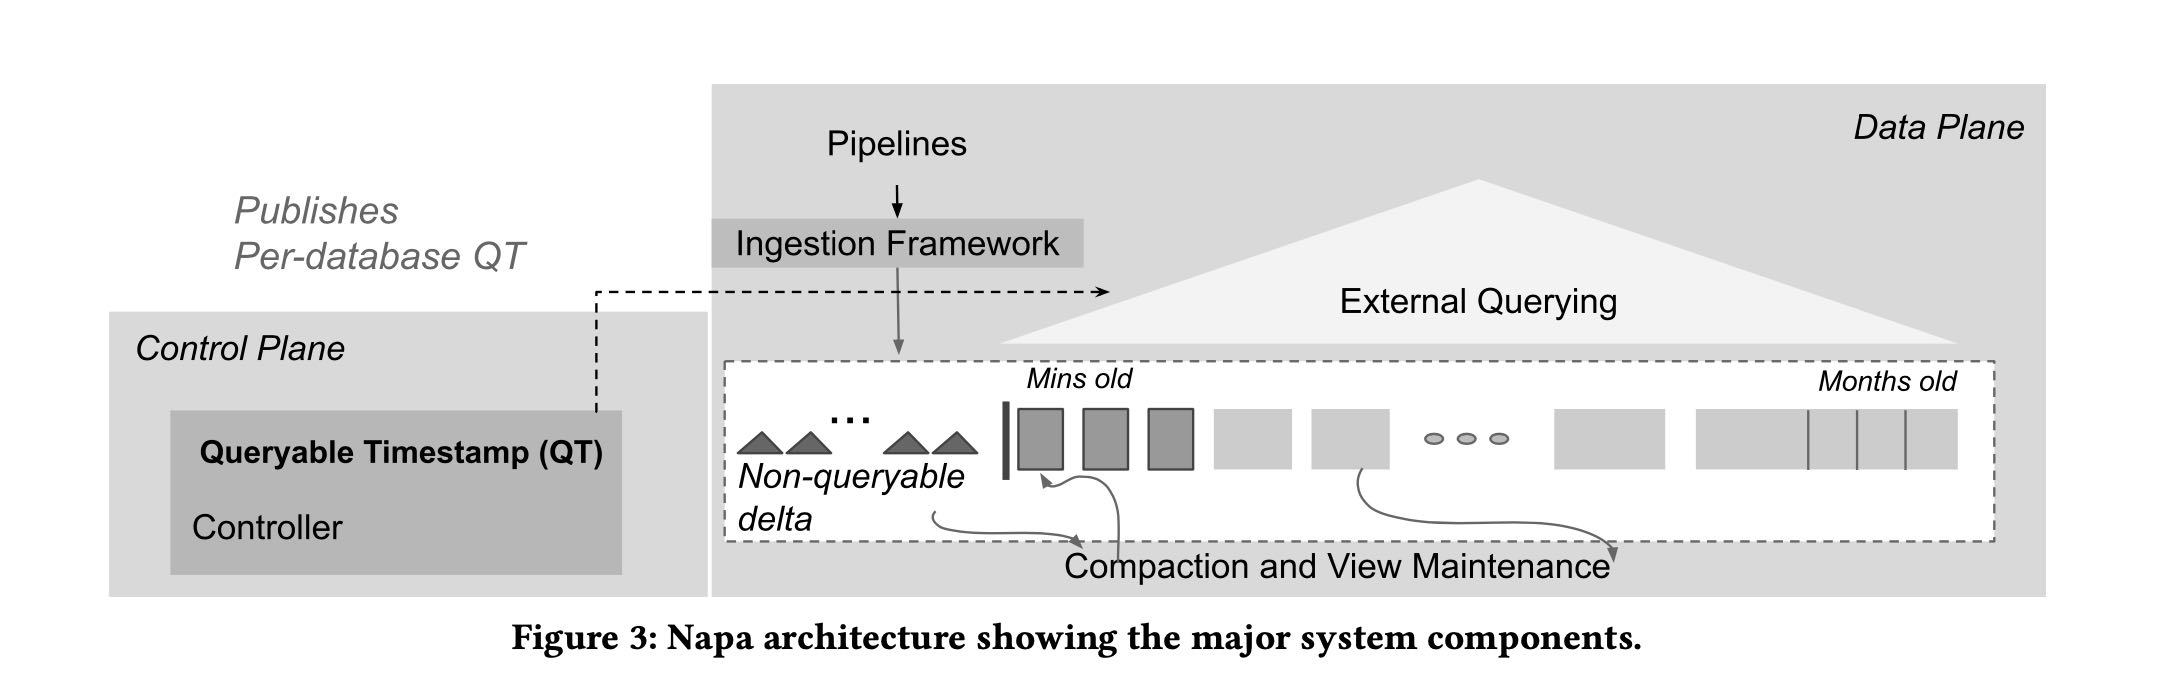 Publishes
Per-database QT
Control Plane
Queryable Timestamp (QT)
Controller
Data Plane
Pipelines
Ingestion Framework
External Querying
Mins old
Months old
...
Non-queryable
delta
Compaction and View Maintenance
Figure 3: Napa architecture showing the major system components.